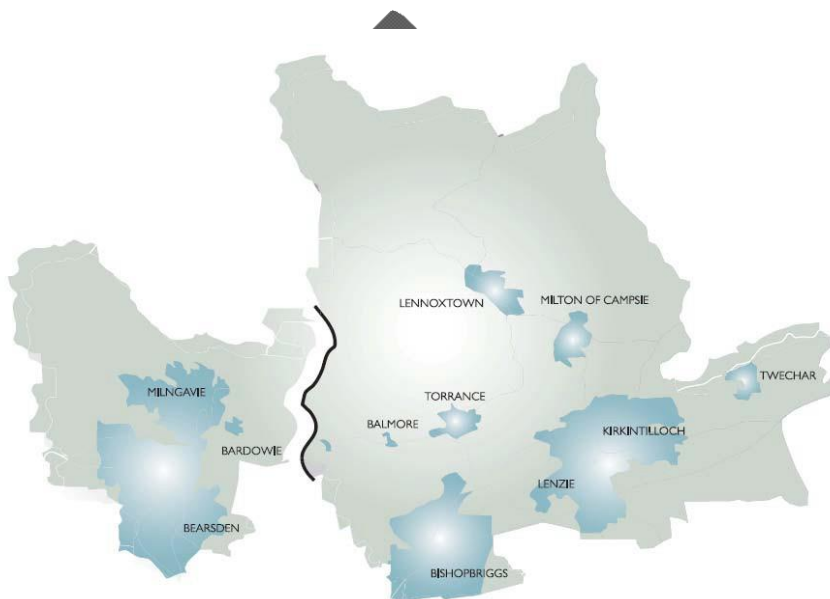 LENNOXTOWN
MILTON OF CAMPSIE
TWECHAR
MILNGAVIE
TORRANCE
BALMORE
KIRKINTILLOCH
BARDOWIE
LENZIE
BEARSDEN
BISHOPBRIGGS